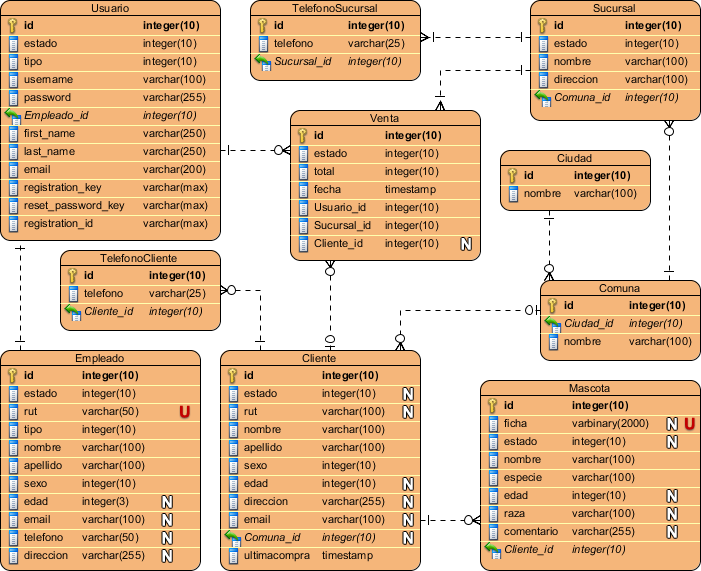 Usuario
id integer(10)
estado integer(10)
tipo integer(10)
username varchar(100)
password varchar(255)
Empleado_id integer(10)
first_name varchar(250)
last_name varchar(250)
email varchar(200)
registration_key varchar(max)
reset_password_key varchar(max)
registration_id varchar(max)
TelefonoSucursal
id integer(10)
telefono varchar(25)
Sucursal_id integer(10)
Sucursal
id integer(10)
estado integer(10)
nombre varchar(100)
direccion varchar(100)
Comuna_id integer(10)
Venta
id integer(10)
estado integer(10)
total integer(10)
fecha timestamp
Usuario_id integer(10)
Sucursal_id integer(10)
Cliente_id integer(10) N
Ciudad
id integer(10)
nombre varchar(100)
TelefonoCliente
id integer(10)
telefono varchar(25)
Cliente_id integer(10)
Comuna
id integer(10)
Ciudad_id integer(10)
nombre varchar(100)
Empleado
id integer(10)
estado integer(10)
rut varchar(50) U
tipo integer(10)
nombre varchar(100)
apellido varchar(100)
sexo integer(10)
edad integer(3) N
email varchar(100) N
telefono varchar(50) N
direccion varchar(255) N
Cliente
id integer(10)
estado integer(10) N
rut varchar(100) N
nombre varchar(100)
apellido varchar(100)
sexo integer(10)
edad integer(10) N
direccion varchar(255) N
email varchar(100) N
Comuna_id integer(10) N
ultimacompra timestamp
Mascota
id integer(10)
ficha varbinary(2000) N U
estado integer(10) N
nombre varchar(100)
especie varchar(100)
edad integer(10) N
raza varchar(100) N
comentario varchar(255) N
Cliente_id integer(10)